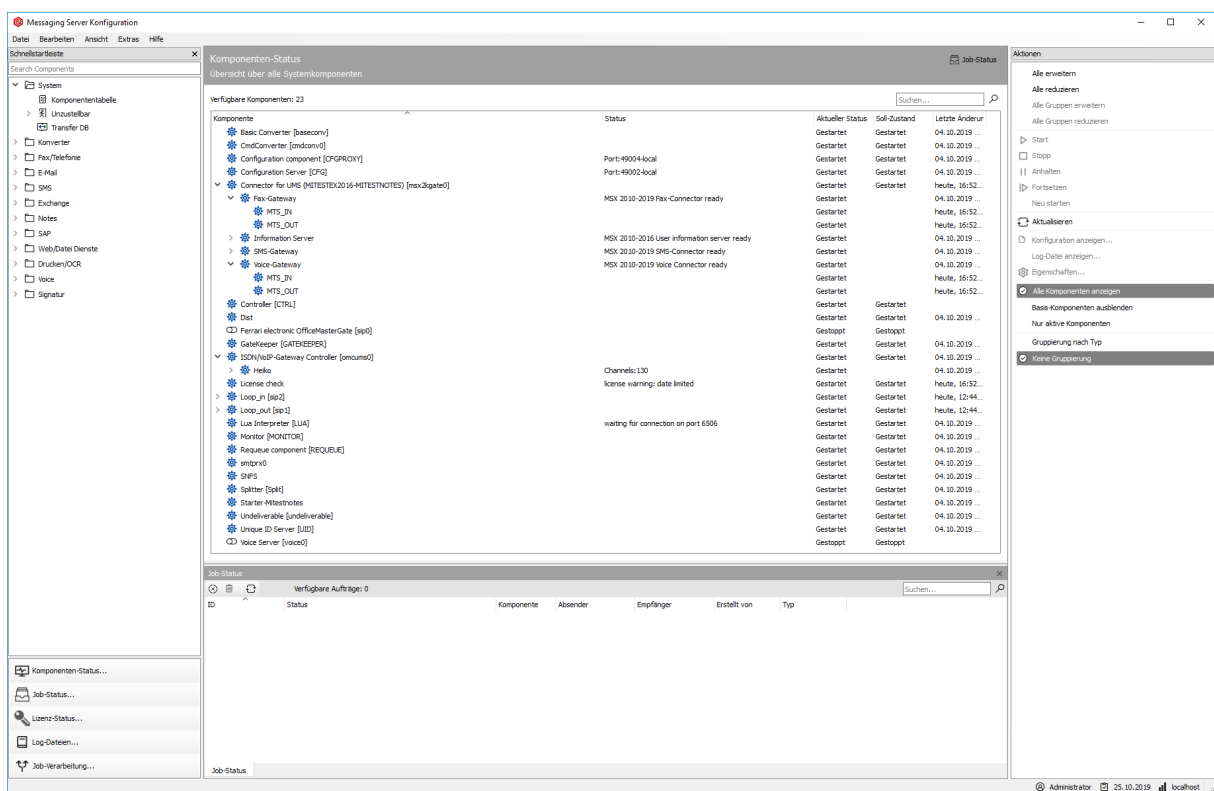 Messaging Server Konfiguration
Datei Bearbeiten Ansicht Extras Hilfe
Schnellstartleiste
Search Components
System
Komponententabelle
Unzustellbar
Transfer DB
Konverter
Fax/Telefonie
E-Mail
SMS
Exchange
Notes
SAP
Web/Datei Dienste
Drucken/OCR
Voice
Signatur
Komponenten-Status...
Job-Status...
Lizenz-Status...
Log-Dateien...
Job-Verarbeitung...
Komponenten-Status
Übersicht über alle Systemkomponenten
Job-Status
Verfügbare Komponenten: 23
Suchen...
Komponente Status Aktueller Status Soll-Zustand Letzte Änderur
Basic Converter [baseconv] Gestartet Gestartet 04.10.2019 ...
CmdConverter [cmdconv0] Gestartet Gestartet 04.10.2019 ...
Configuration component [CFGPROXY] Port:49004-local Gestartet Gestartet 04.10.2019 ...
Configuration Server [CFG] Port:49002-local Gestartet Gestartet 04.10.2019 ...
Connector for UMS (MITESTEX2016-MITESTNOTES) [msx2kgate0] Gestartet Gestartet heute, 16:52...
Fax-Gateway MSX 2010-2019 Fax-Connector ready Gestartet 04.10.2019 ...
MTS_IN Gestartet heute, 16:52...
MTS_OUT Gestartet heute, 16:52...
Information Server MSX 2010-2016 User information server ready Gestartet 04.10.2019 ...
SMS-Gateway MSX 2010-2019 SMS-Connector ready Gestartet 04.10.2019 ...
Voice-Gateway MSX 2010-2019 Voice Connector ready Gestartet 04.10.2019 ...
MTS_IN Gestartet heute, 16:52...
MTS_OUT Gestartet heute, 16:52...
Controller [CTRL] Gestartet Gestartet
Dist Gestartet Gestartet 04.10.2019 ...
Ferrari electronic OfficeMasterGate [sip0] Gestoppt Gestoppt
GateKeeper [GATEKEEPER] Gestartet Gestartet 04.10.2019 ...
ISDN/VoIP-Gateway Controller [omcums0] Gestartet Gestartet 04.10.2019 ...
Heiko Channels:130 Gestartet 04.10.2019 ...
License check license warning: date limited Gestartet Gestartet heute, 16:52...
Loop_in [sip2] Gestartet Gestartet heute, 12:44...
Loop_out [sip1] Gestartet Gestartet heute, 12:44...
Lua Interpreter [LUA] waiting for connection on port 6506 Gestartet Gestartet 04.10.2019 ...
Monitor [MONITOR] Gestartet Gestartet 04.10.2019 ...
Requeue component [REQUEUE] Gestartet Gestartet 04.10.2019 ...
smtprx0 Gestartet Gestartet 04.10.2019 ...
SNFS Gestartet Gestartet 04.10.2019 ...
Splitter [Split] Gestartet Gestartet 04.10.2019 ...
Starter-Mitestnotes Gestartet Gestartet 04.10.2019 ...
Undeliverable [undeliverable] Gestartet Gestartet 04.10.2019 ...
Unique ID Server [UID] Gestartet Gestartet 04.10.2019 ...
Voice Server [voice0] Gestoppt Gestoppt
Job-Status
Verfügbare Aufträge: 0
Suchen...
ID Status Komponente Absender Empfänger Erstellt von Typ
Job-Status
Aktionen
Alle erweitern
Alle reduzieren
Alle Gruppen erweitern
Alle Gruppen reduzieren
Start
Stopp
Anhalten
Fortsetzen
Neu starten
Aktualisieren
Konfiguration anzeigen...
Log-Datei anzeigen...
Eigenschaften...
Alle Komponenten anzeigen
Basis-Komponenten ausblenden
Nur aktive Komponenten
Gruppierung nach Typ
Keine Gruppierung
Administrator 25.10.2019 localhost